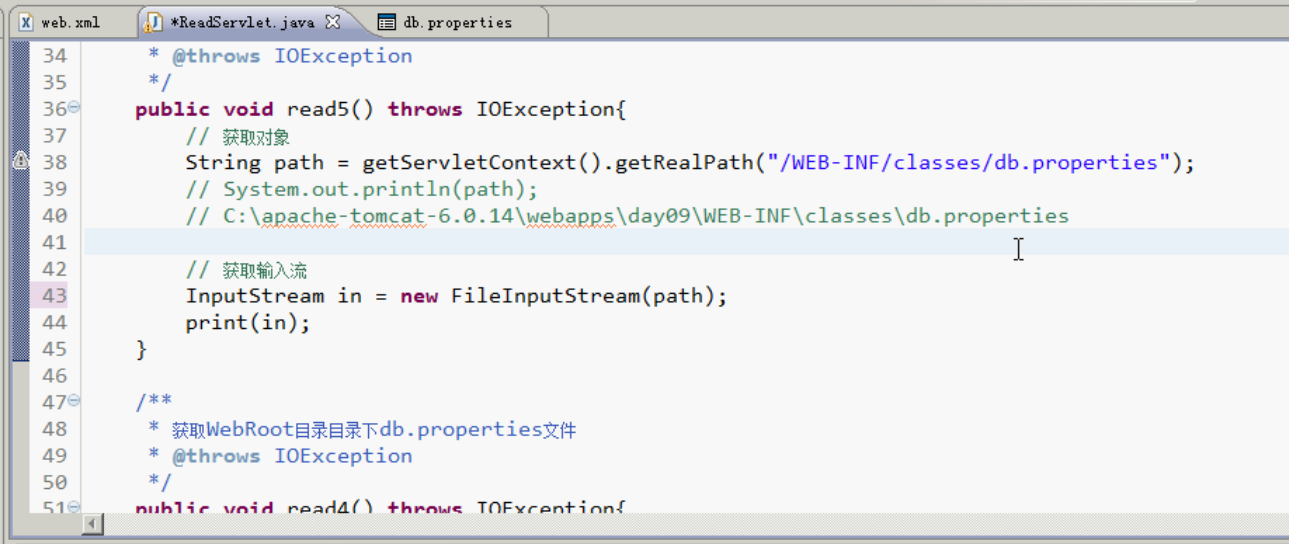 web.xml *ReadServlet.java db.properties
34 * @throws IOException
35 */
36 public void read5() throws IOException{
37 // 获取对象
38 String path = getServletContext().getRealPath("/WEB-INF/classes/db.properties");
39 // System.out.println(path);
40 // C:\apache-tomcat-6.0.14\webapps\day09\WEB-INF\classes\db.properties
41
42 // 获取输入流
43 InputStream in = new FileInputStream(path);
44 print(in);
45 }
46
47 /**
48 * 获取WebRoot目录目录下db.properties文件
49 * @throws IOException
50 */
51 public void read4() throws IOException{